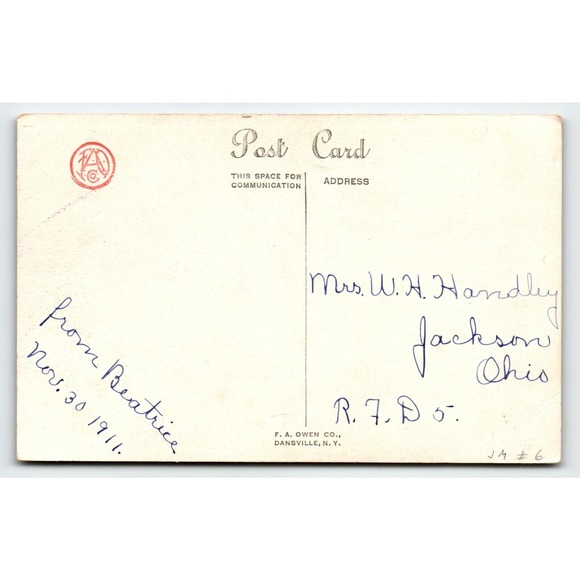 Post Card
THIS SPACE FOR
COMMUNICATION
ADDRESS
from Beatrice
Nov. 30 1911.
Mrs. W. H. Handley
Jackson
Ohio
R. F. D 5.
F. A. OWEN CO.,
DANSVILLE, N. Y.
JM # 6